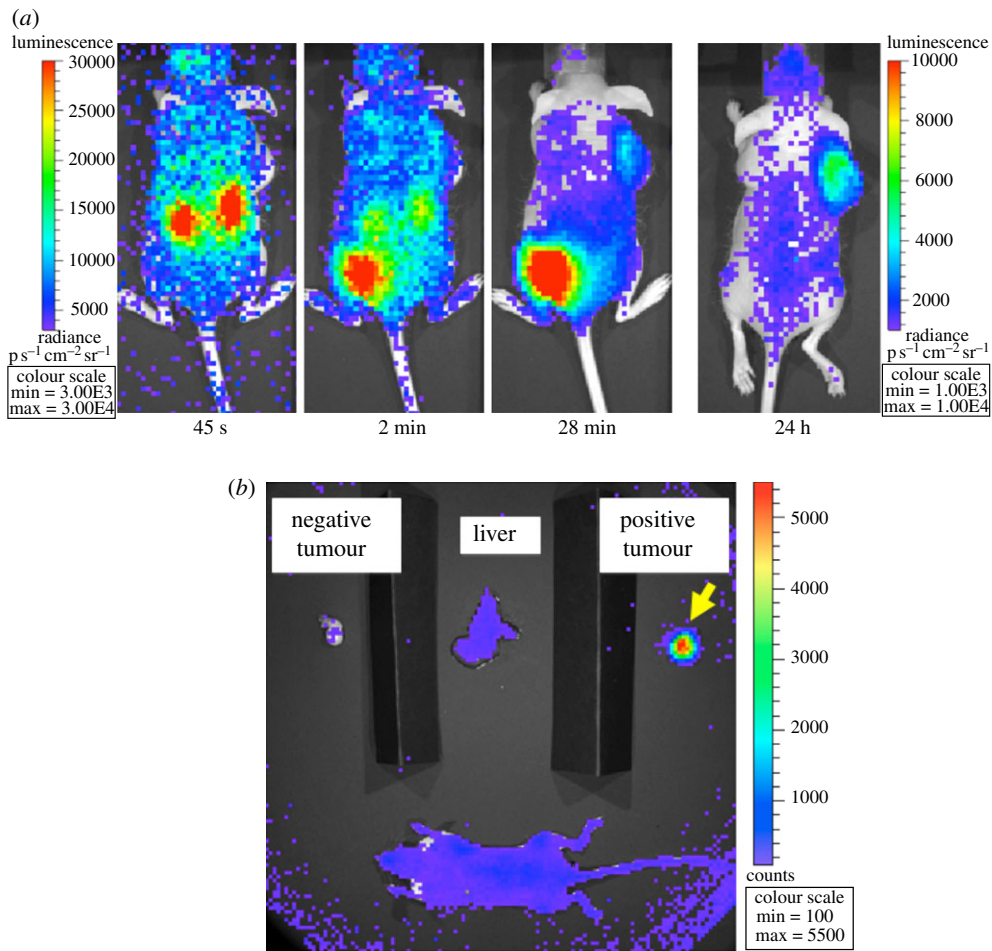 (a)
luminescence
30000
25000
20000
15000
10000
5000
radiance
p s⁻¹ cm⁻² sr⁻¹
colour scale
min = 3.00E3
max = 3.00E4
45 s
2 min
28 min
24 h
luminescence
10000
8000
6000
4000
2000
radiance
p s⁻¹ cm⁻² sr⁻¹
colour scale
min = 1.00E3
max = 1.00E4
(b)
negative
tumour
liver
positive
tumour
5000
4000
3000
2000
1000
counts
colour scale
min = 100
max = 5500